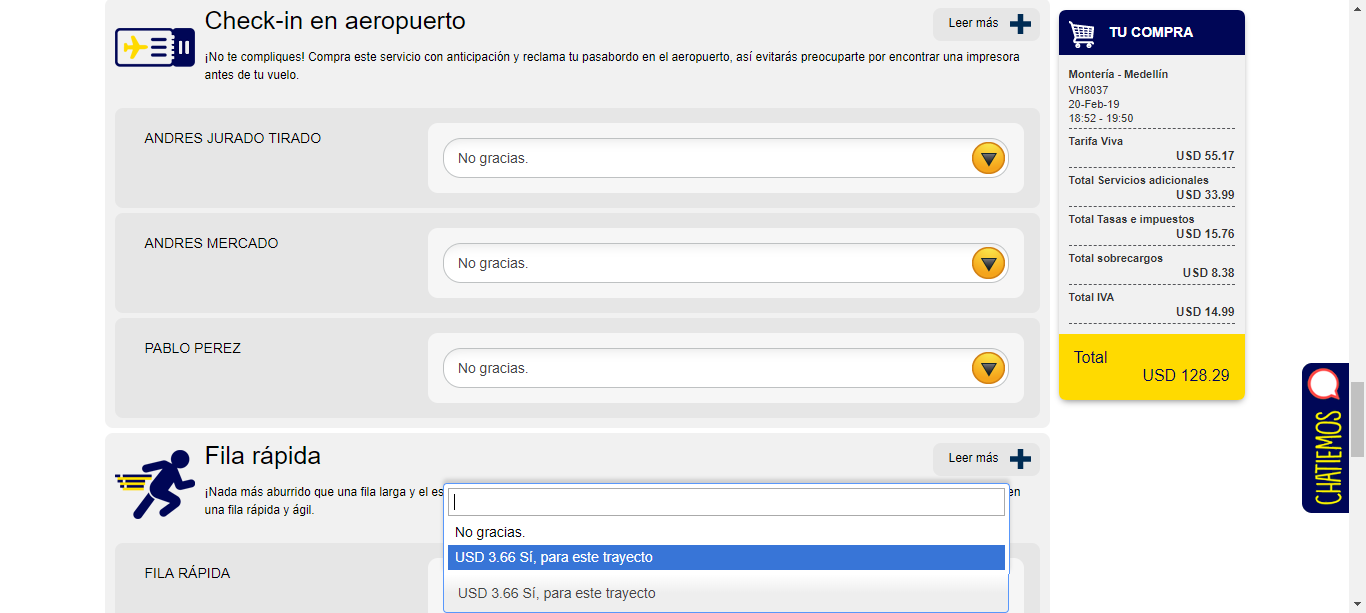 Check-in en aeropuerto
Leer más
¡No te compliques! Compra este servicio con anticipación y reclama tu pasabordo en el aeropuerto, así evitarás preocuparte por encontrar una impresora
antes de tu vuelo.
ANDRES JURADO TIRADO
No gracias.
ANDRES MERCADO
No gracias.
PABLO PEREZ
No gracias.
Fila rápida
Leer más
¡Nada más aburrido que una fila larga y el es
en
una fila rápida y ágil.
No gracias.
USD 3.66 Sí, para este trayecto
FILA RÁPIDA
USD 3.66 Sí, para este trayecto
TU COMPRA
Montería - Medellín
VH8037
20-Feb-19
18:52 - 19:50
Tarifa Viva
USD 55.17
Total Servicios adicionales
USD 33.99
Total Tasas e impuestos
USD 15.76
Total sobrecargos
USD 8.38
Total IVA
USD 14.99
Total
USD 128.29
CHATIEMOS